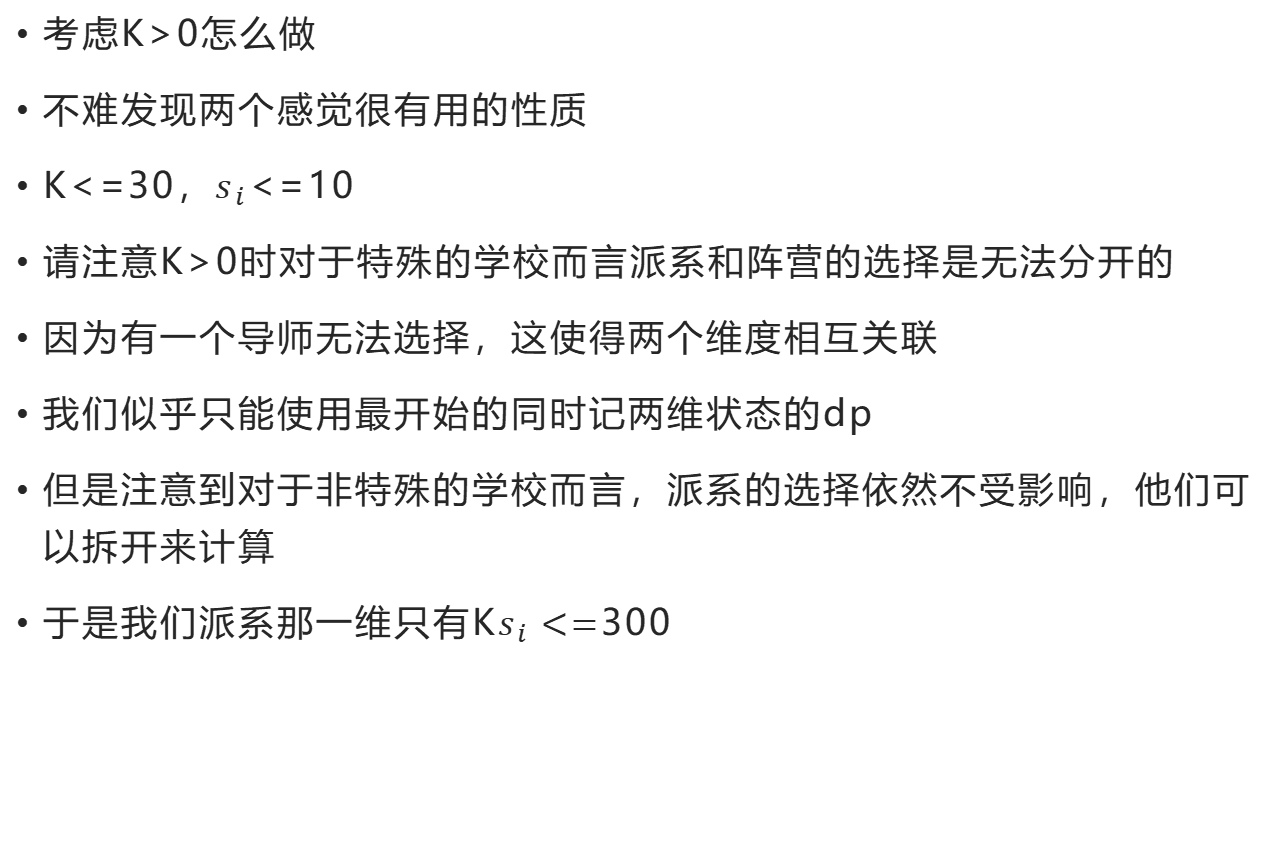 • 考虑K>0怎么做
• 不难发现两个感觉很有用的性质
• K<=30，s_i<=10
• 请注意K>0时对于特殊的学校而言派系和阵营的选择是无法分开的
• 因为有一个导师无法选择，这使得两个维度相互关联
• 我们似乎只能使用最开始的同时记两维状态的dp
• 但是注意到对于非特殊的学校而言，派系的选择依然不受影响，他们可
以拆开来计算
• 于是我们派系那一维只有Ks_i <=300